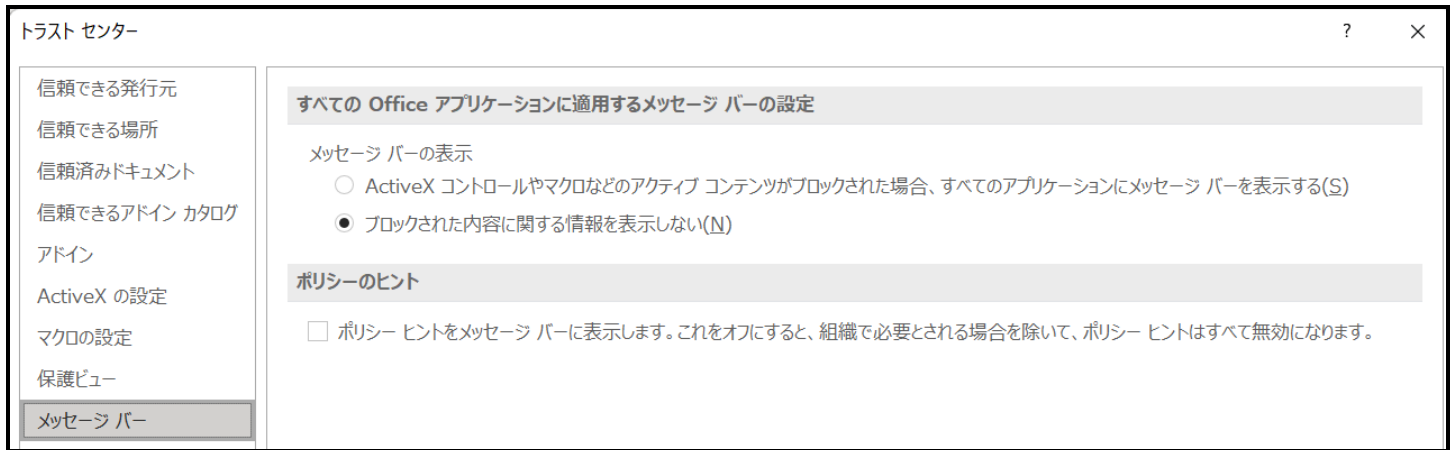 トラスト センター
?
×
信頼できる発行元
信頼できる場所
信頼済みドキュメント
信頼できるアドイン カタログ
アドイン
ActiveX の設定
マクロの設定
保護ビュー
メッセージ バー
すべての Office アプリケーションに適用するメッセージ バーの設定
メッセージ バーの表示
ActiveX コントロールやマクロなどのアクティブ コンテンツがブロックされた場合、すべてのアプリケーションにメッセージ バーを表示する(S)
ブロックされた内容に関する情報を表示しない(N)
ポリシーのヒント
ポリシー ヒントをメッセージ バーに表示します。これをオフにすると、組織で必要とされる場合を除いて、ポリシー ヒントはすべて無効になります。